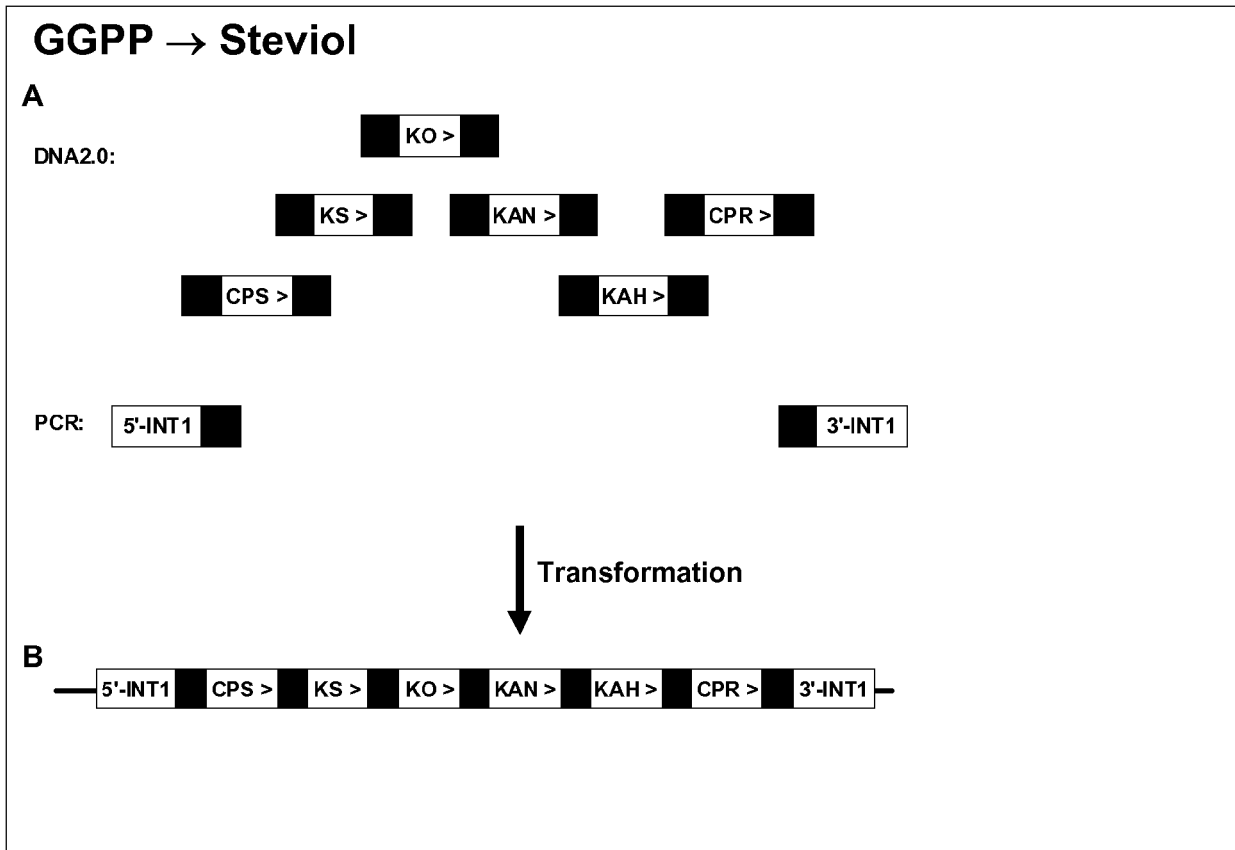 GGPP → Steviol
A
KO >
DNA2.0:
KS > KAN > CPR >
CPS > KAH >
PCR: 5'-INT1 3'-INT1
Transformation
B
5'-INT1 CPS > KS > KO > KAN > KAH > CPR > 3'-INT1